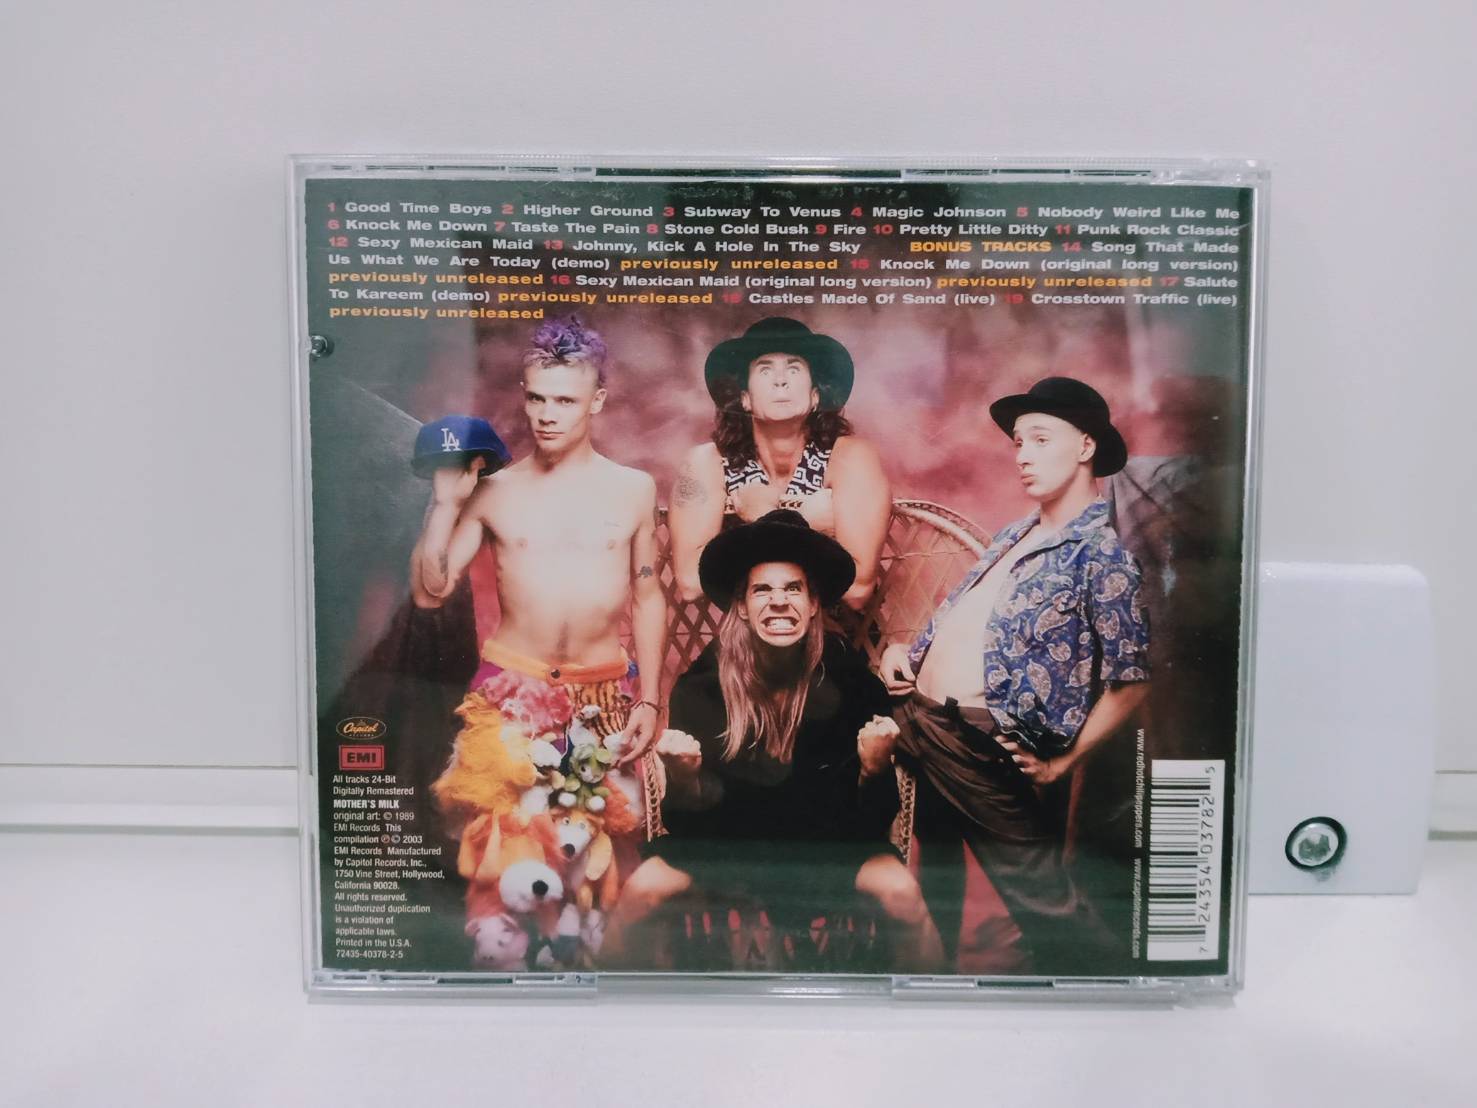 1 Good Time Boys 2 Higher Ground 3 Subway To Venus 4 Magic Johnson 5 Nobody Weird Like Me
6 Knock Me Down 7 Taste The Pain 8 Stone Cold Bush 9 Fire 10 Pretty Little Ditty 11 Punk Rock Classic
12 Sexy Mexican Maid 13 Johnny, Kick A Hole In The Sky BONUS TRACKS 14 Song That Made
Us What We Are Today (demo) previously unreleased 15 Knock Me Down (original long version)
previously unreleased 16 Sexy Mexican Maid (original long version) previously unreleased 17 Salute
To Kareem (demo) previously unreleased 18 Castles Made Of Sand (live) 19 Crosstown Traffic (live)
previously unreleased
LA
Capitol
RECORDS
EMI
All tracks 24-Bit
Digitally Remastered
MOTHER'S MILK
original art: © 1989
EMI Records This
compilation ℗© 2003
EMI Records Manufactured
by Capitol Records, Inc.,
1750 Vine Street, Hollywood,
California 90028.
All rights reserved.
Unauthorized duplication
is a violation of
applicable laws.
Printed in the U.S.A.
72435-40378-2-5
www.redhotchilipeppers.com www.capitolrecords.com
7 24354 03782 5